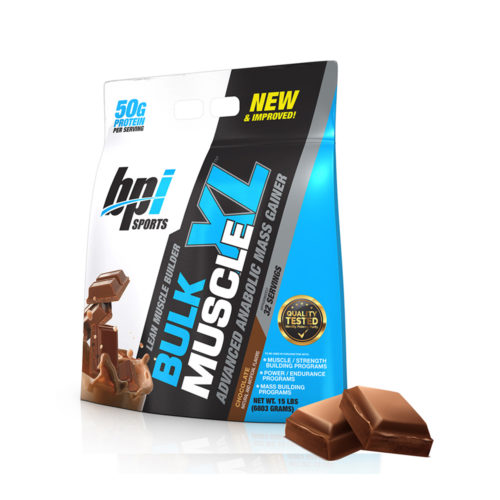 50G
PROTEIN
PER SERVING
NEW
& IMPROVED!
bpi
SPORTS
LEAN MUSCLE BUILDER
BULK
MUSCLE XL
ADVANCED ANABOLIC MASS GAINER
32 SERVINGS
QUALITY
TESTED
CHOCOLATE
• MUSCLE / STRENGTH
BUILDING PROGRAMS
• POWER / ENDURANCE
PROGRAMS
• MASS BUILDING
PROGRAMS
NET WT. 15 LBS
(6803 GRAMS)